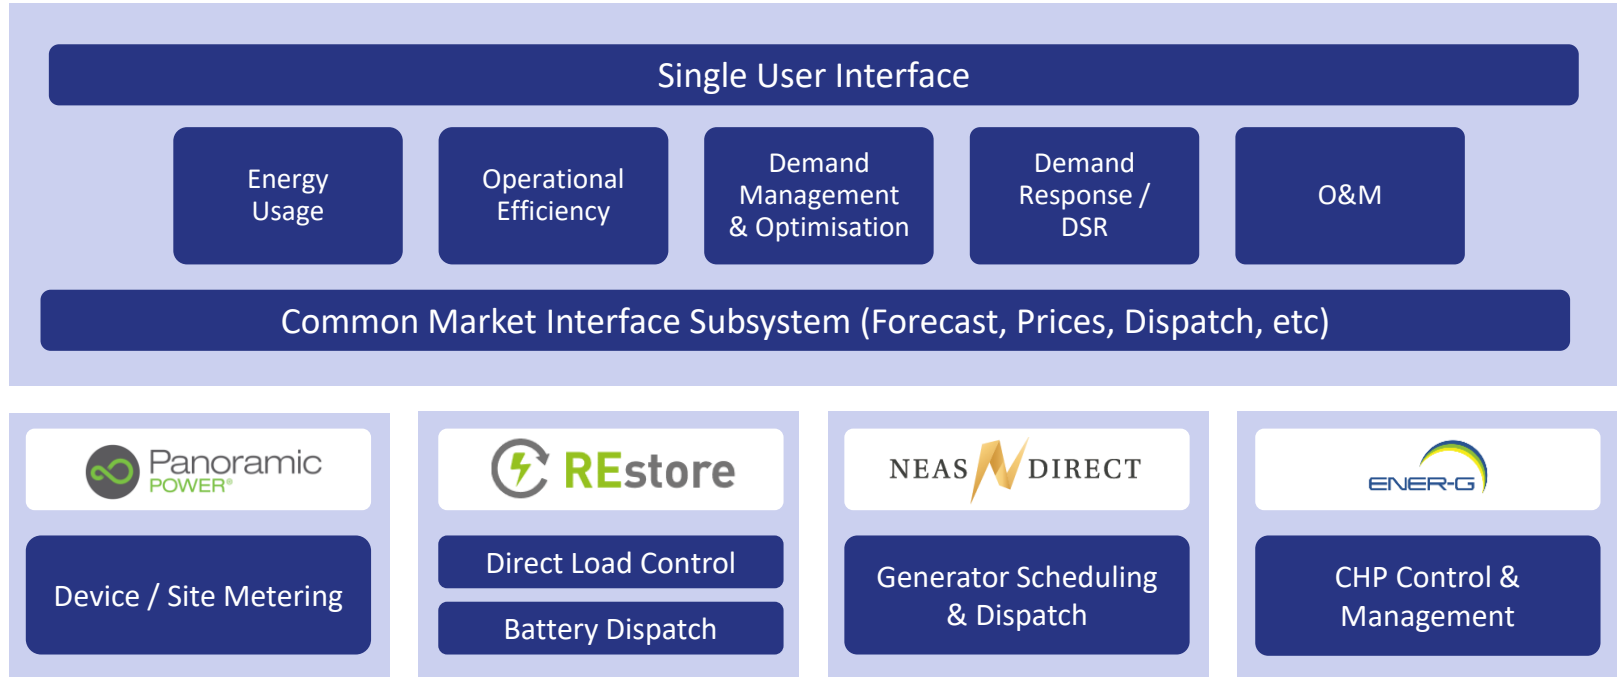 Single User Interface
Energy
Usage
Operational
Efficiency
Demand
Management
& Optimisation
Demand
Response /
DSR
O&M
Common Market Interface Subsystem (Forecast, Prices, Dispatch, etc)
Panoramic
POWER®
Device / Site Metering
REstore
Direct Load Control
Battery Dispatch
NEAS DIRECT
Generator Scheduling
& Dispatch
ENER-G
CHP Control &
Management